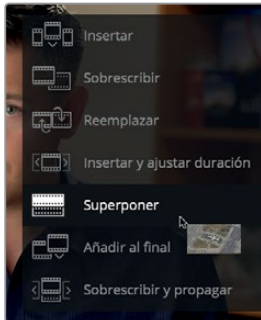 Insertar
Sobrescribir
Reemplazar
Insertar y ajustar duración
Superponer
Añadir al final
Sobrescribir y propagar